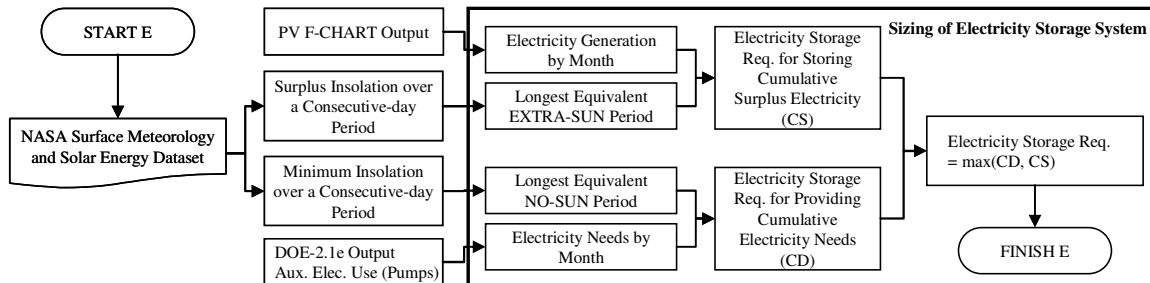 START E
NASA Surface Meteorology
and Solar Energy Dataset
PV F-CHART Output
Surplus Insolation over
a Consecutive-day
Period
Minimum Insolation
over a Consecutive-day
Period
DOE-2.1e Output
Aux. Elec. Use (Pumps)
Sizing of Electricity Storage System
Electricity Generation
by Month
Longest Equivalent
EXTRA-SUN Period
Longest Equivalent
NO-SUN Period
Electricity Needs by
Month
Electricity Storage
Req. for Storing
Cumulative
Surplus Electricity
(CS)
Electricity Storage
Req. for Providing
Cumulative
Electricity Needs
(CD)
Electricity Storage Req.
= max(CD, CS)
FINISH E